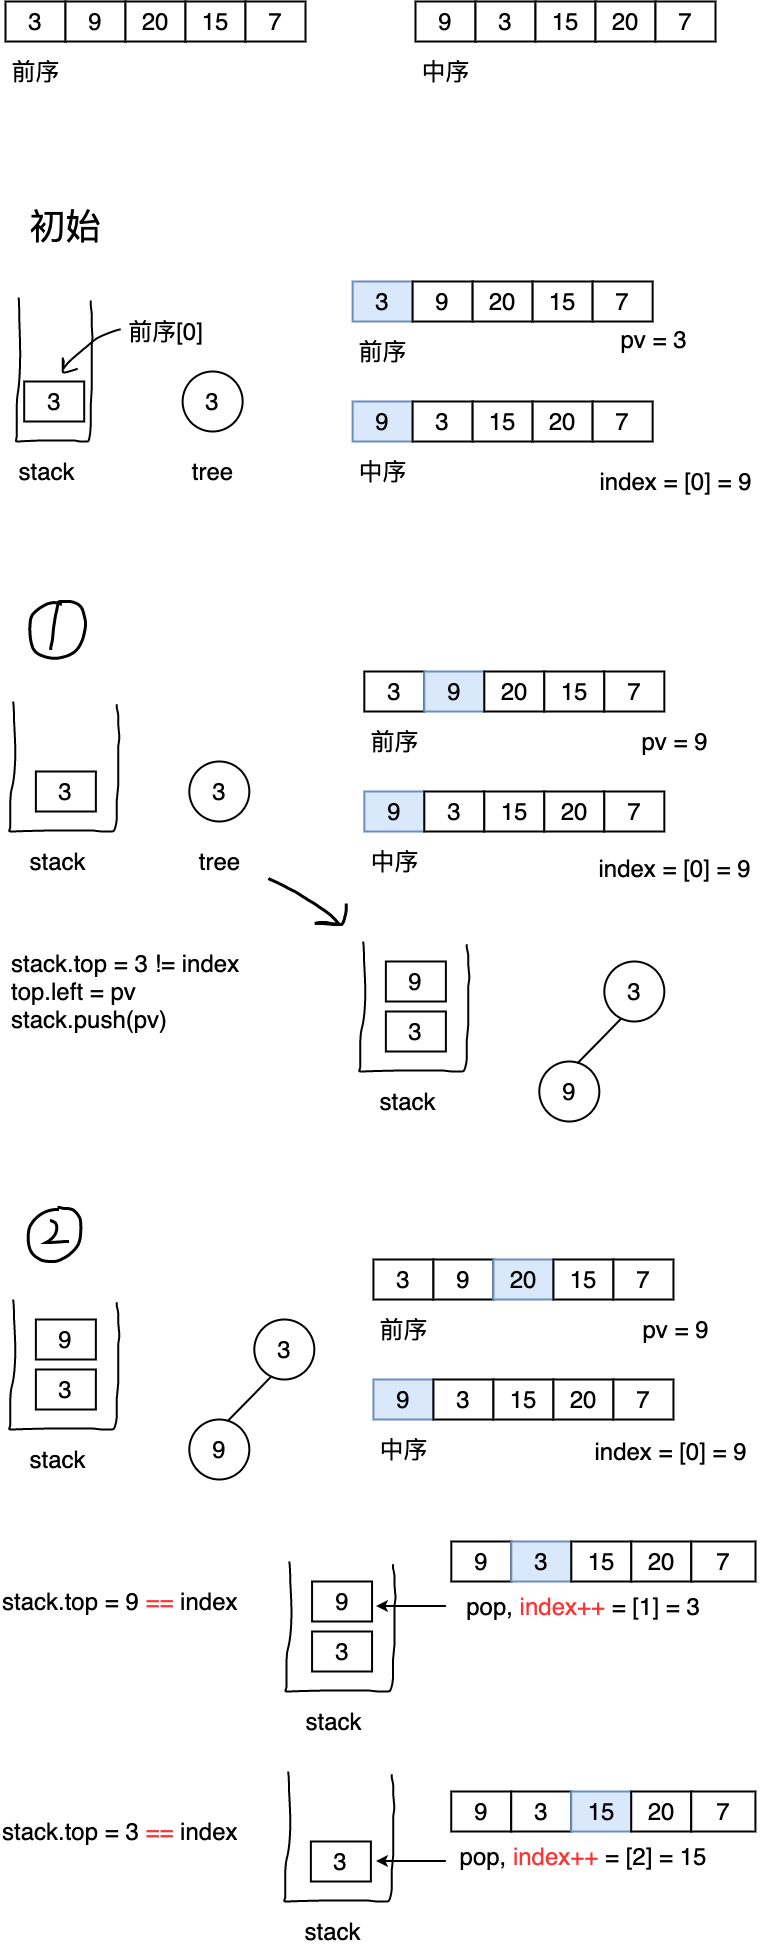 3 9 20 15 7
前序
9 3 15 20 7
中序
初始
前序[0]
3
stack
3
tree
3 9 20 15 7
前序
pv = 3
9 3 15 20 7
中序
index = [0] = 9
1
3
stack
3
tree
3 9 20 15 7
前序
pv = 9
9 3 15 20 7
中序
index = [0] = 9
stack.top = 3 != index
top.left = pv
stack.push(pv)
9
3
stack
3
9
2
9
3
stack
3
9
3 9 20 15 7
前序
pv = 9
9 3 15 20 7
中序
index = [0] = 9
stack.top = 9 == index
9
3
stack
9 3 15 20 7
pop, index++ = [1] = 3
stack.top = 3 == index
3
stack
9 3 15 20 7
pop, index++ = [2] = 15